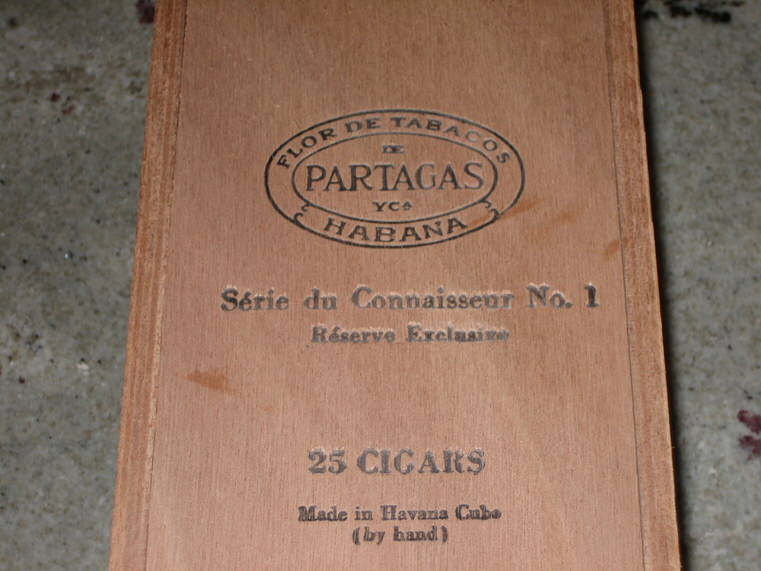 FLOR DE TABACOS
DE
PARTAGAS
Y Cª
HABANA
Série du Connaisseur No. 1
Réserve Exclusive
25 CIGARS
Made in Havana Cuba
(by hand)